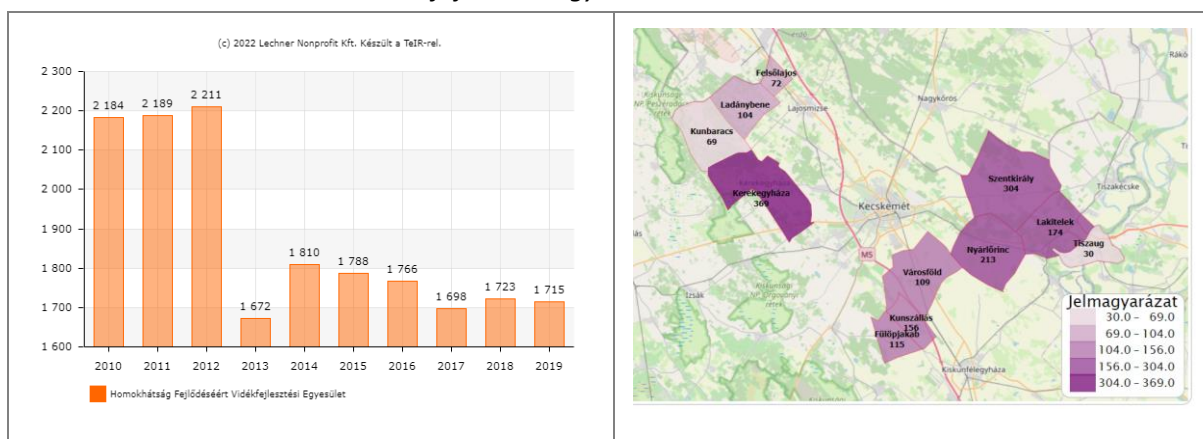 (c) 2022 Lechner Nonprofit Kft. Készült a TeIR-rel.
2 300
2 200
2 100
2 000
1 900
1 800
1 700
1 600
2 184
2 189
2 211
1 672
1 810
1 788
1 766
1 698
1 723
1 715
2010 2011 2012 2013 2014 2015 2016 2017 2018 2019
Homokhátság Fejlődéséért Vidékfejlesztési Egyesület
Felsőlajos
72
Lajosmizse
Ladánybene
104
Kunbaracs
69
Nagykőrös
Kerekegyháza
369
Kecskemét
Szentkirály
304
Tiszakécske
Lakitelek
174
Tiszaug
30
Nyárlőrinc
213
M5
Városföld
109
Izsák
Kunszállás
156
Fülöpjakab
115
Kiskunfélegyháza
Jelmagyarázat
30.0 – 69.0
69.0 – 104.0
104.0 – 156.0
156.0 – 304.0
304.0 – 369.0